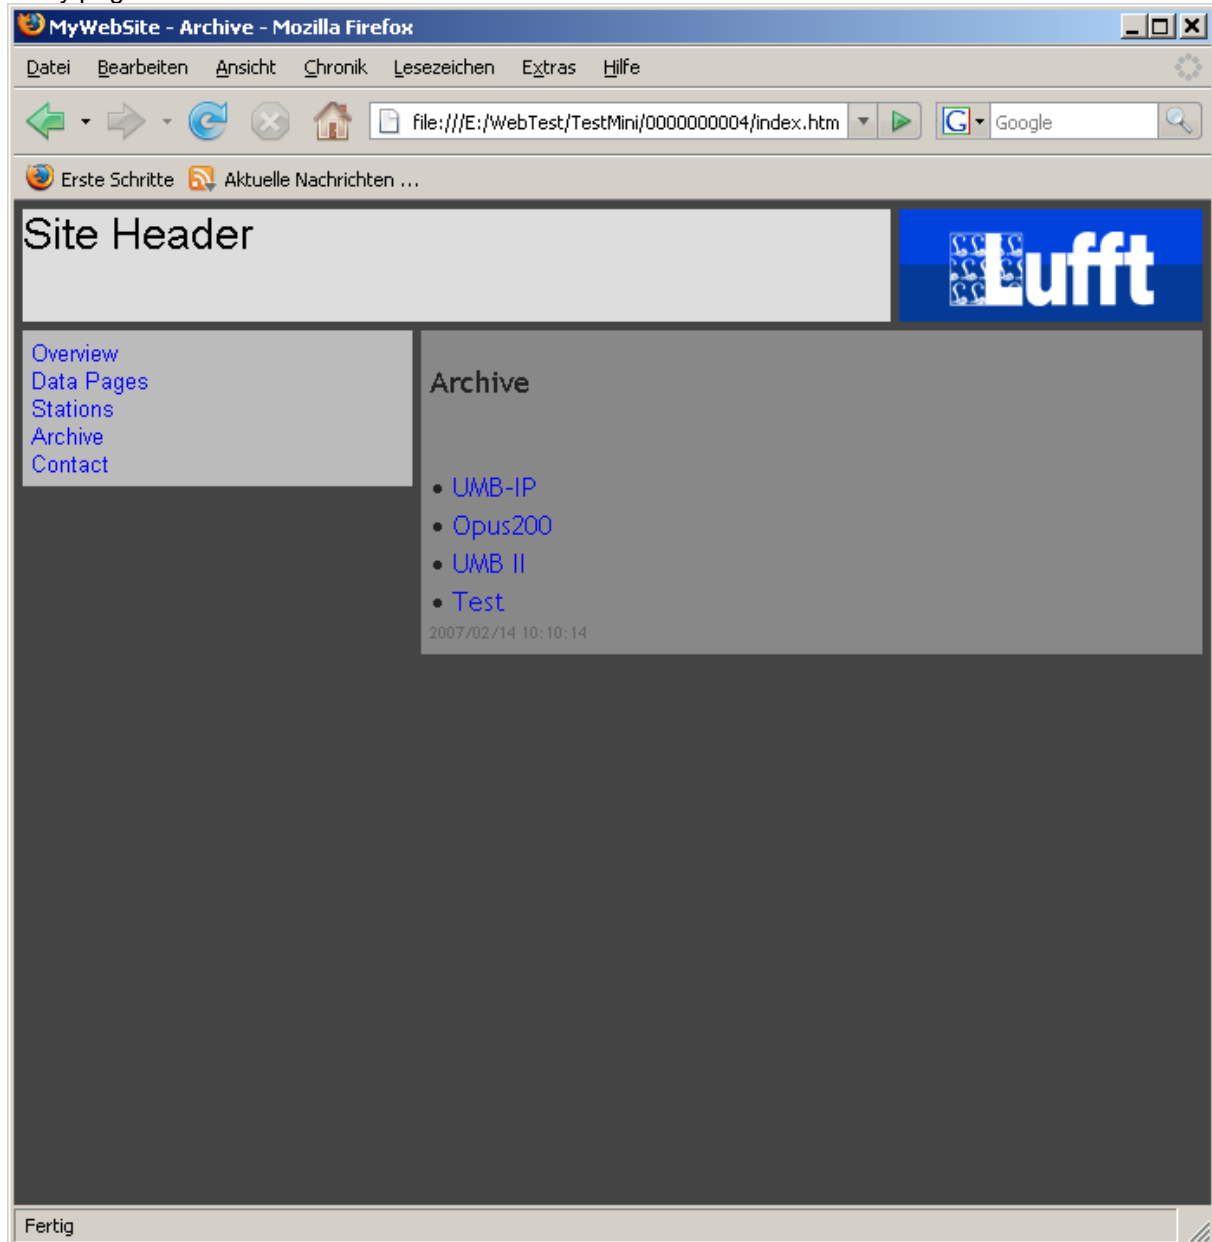 MyWebSite - Archive - Mozilla Firefox
Datei Bearbeiten Ansicht Chronik Lesezeichen Extras Hilfe
file:///E:/WebTest/TestMini/0000000004/index.htm G Google
Erste Schritte Aktuelle Nachrichten ...
Site Header
Lufft
Overview
Data Pages
Stations
Archive
Contact
Archive
• UMB-IP
• Opus200
• UMB II
• Test
2007/02/14 10:10:14
Fertig